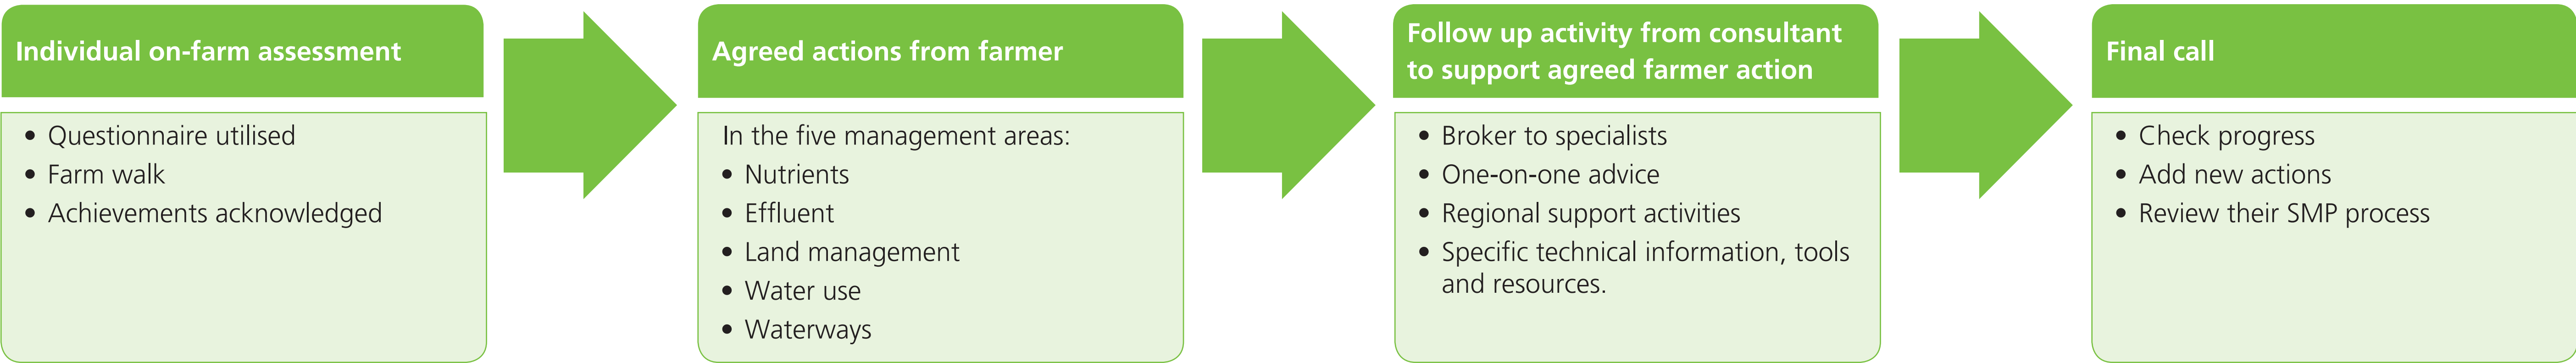 Individual on-farm assessment
• Questionnaire utilised
• Farm walk
• Achievements acknowledged
Agreed actions from farmer
In the five management areas:
• Nutrients
• Effluent
• Land management
• Water use
• Waterways
Follow up activity from consultant
to support agreed farmer action
• Broker to specialists
• One-on-one advice
• Regional support activities
• Specific technical information, tools
and resources.
Final call
• Check progress
• Add new actions
• Review their SMP process